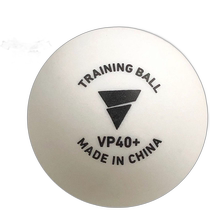 TRAINING BALL
VP40+
MADE IN CHINA